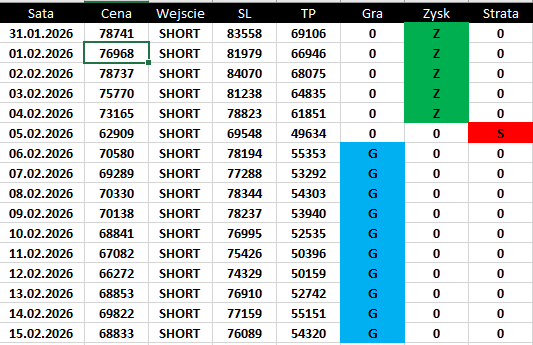 Sata Cena Wejscie SL TP Gra Zysk Strata
31.01.2026 78741 SHORT 83558 69106 0 Z 0
01.02.2026 76968 SHORT 81979 66946 0 Z 0
02.02.2026 78737 SHORT 84070 68075 0 Z 0
03.02.2026 75770 SHORT 81238 64835 0 Z 0
04.02.2026 73165 SHORT 78823 61851 0 Z 0
05.02.2026 62909 SHORT 69548 49634 0 0 S
06.02.2026 70580 SHORT 78194 55353 G 0 0
07.02.2026 69289 SHORT 77288 53292 G 0 0
08.02.2026 70330 SHORT 78344 54303 G 0 0
09.02.2026 70138 SHORT 78237 53940 G 0 0
10.02.2026 68841 SHORT 76995 52535 G 0 0
11.02.2026 67082 SHORT 75426 50396 G 0 0
12.02.2026 66272 SHORT 74329 50159 G 0 0
13.02.2026 68853 SHORT 76910 52742 G 0 0
14.02.2026 69822 SHORT 77159 55151 G 0 0
15.02.2026 68833 SHORT 76089 54320 G 0 0